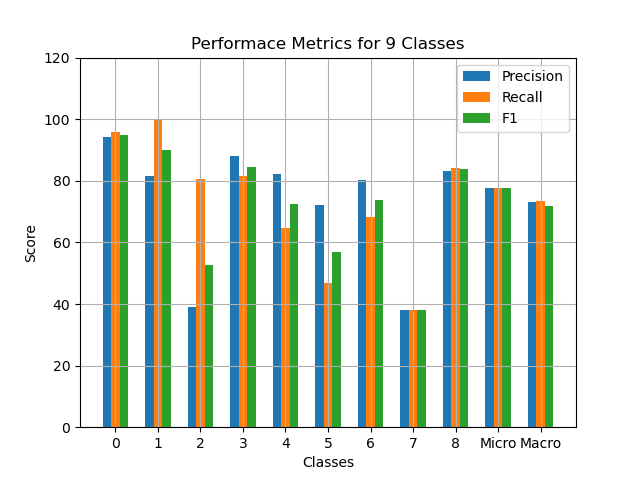 Performace Metrics for 9 Classes
120
100
80
60
40
20
0
Score
Precision
Recall
F1
0 1 2 3 4 5 6 7 8 Micro Macro
Classes